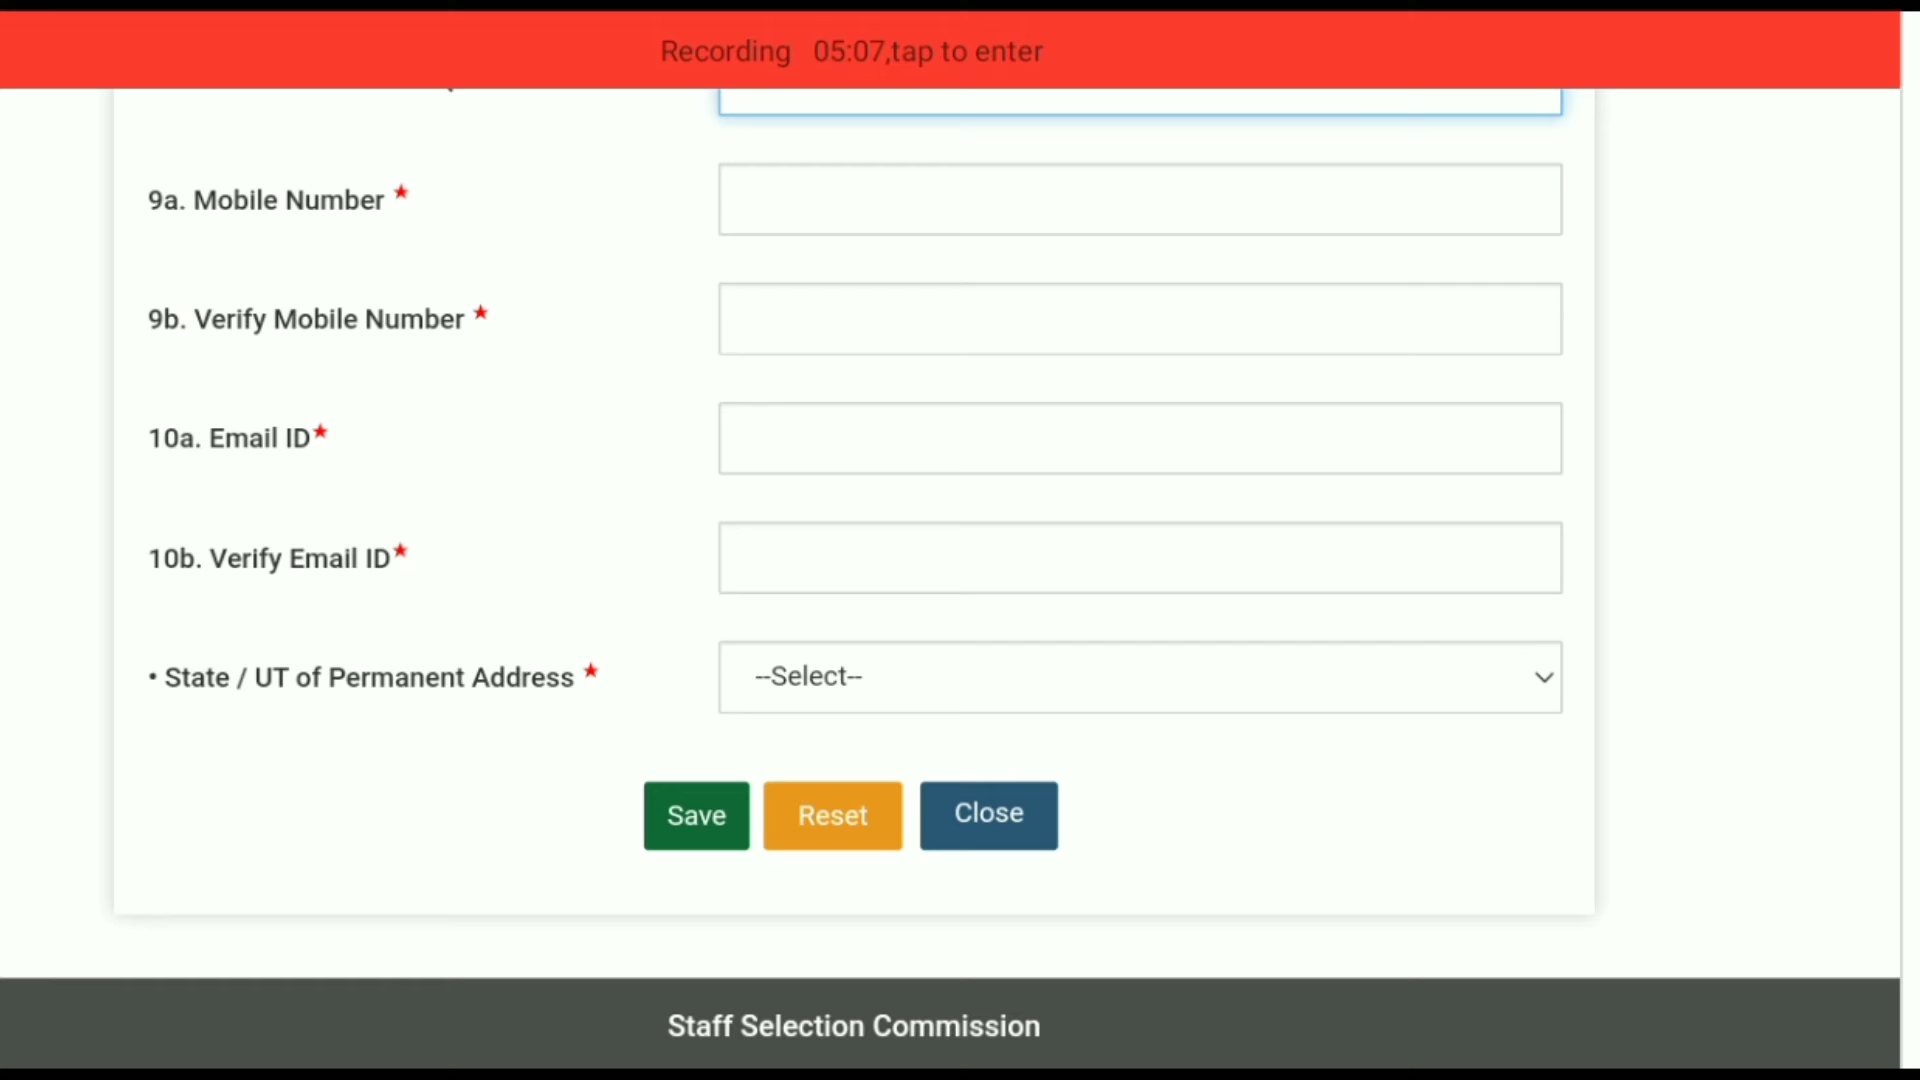 Recording 05:07,tap to enter
9a. Mobile Number *
9b. Verify Mobile Number *
10a. Email ID*
10b. Verify Email ID*
• State / UT of Permanent Address *
--Select--
Save Reset Close
Staff Selection Commission